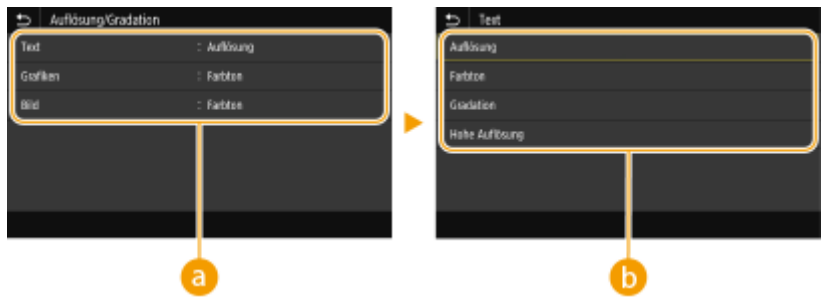 Auflösung/Gradation
Text : Auflösung
Grafiken : Farbton
Bild : Farbton
a
Text
Auflösung
Farbton
Gradation
Hohe Auflösung
b